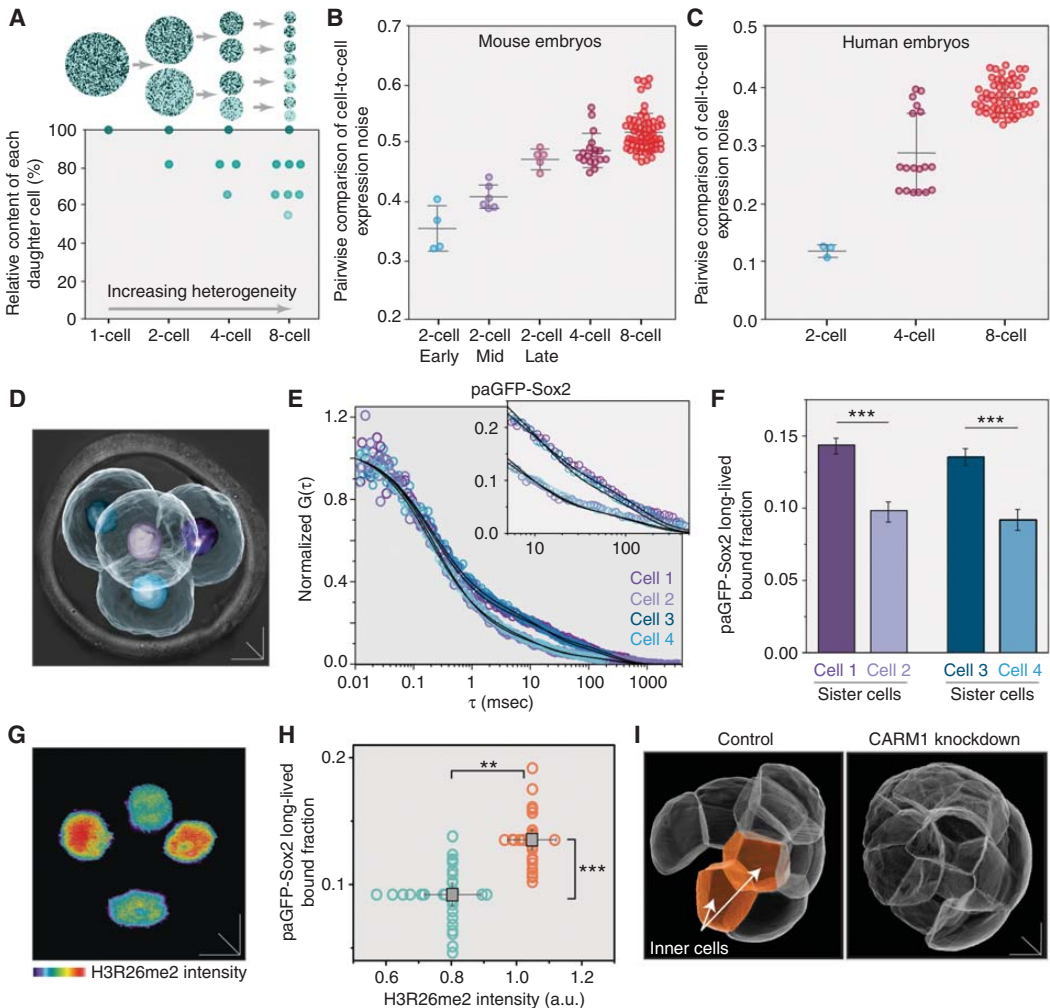 A
Relative content of each
daughter cell (%)
100
80
60
40
20
0
Increasing heterogeneity
1-cell
2-cell
4-cell
8-cell
B
Pairwise comparison of cell-to-cell
expression noise
0.7
0.6
0.5
0.4
0.3
0.2
Mouse embryos
2-cell
Early
2-cell
Mid
2-cell
Late
4-cell
8-cell
C
Pairwise comparison of cell-to-cell
expression noise
0.5
0.4
0.3
0.2
0.1
0.0
Human embryos
2-cell
4-cell
8-cell
D
E
paGFP-Sox2
Normalized G(τ)
1.2
0.8
0.4
0.0
0.2
0.1
0.0
10
100
Cell 1
Cell 2
Cell 3
Cell 4
0.01
0.1
1
10
100
1000
τ (msec)
F
paGFP-Sox2 long-lived
bound fraction
0.15
0.10
0.05
0.00
***
***
Cell 1 Cell 2
Sister cells
Cell 3 Cell 4
Sister cells
G
H3R26me2 intensity
H
paGFP-Sox2 long-lived
bound fraction
0.2
0.1
**
***
0.6
0.8
1.0
1.2
H3R26me2 intensity (a.u.)
I
Control
CARM1 knockdown
Inner cells